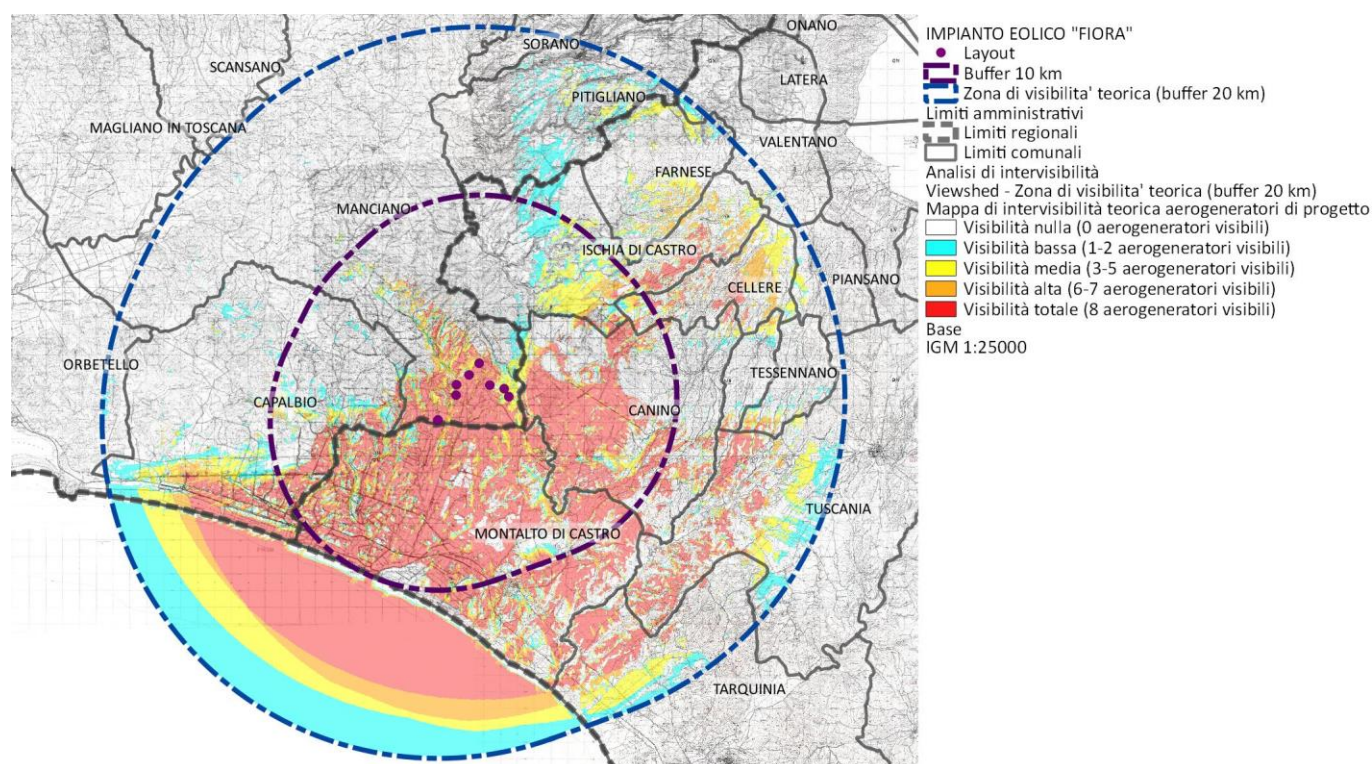 ONANO
SORANO
SCANSANO
LATERA
PITIGLIANO
MAGLIANO IN TOSCANA
VALENTANO
FARNESE
MANCIANO
ISCHIA DI CASTRO
PIANSANO
CELLERE
ORBETELLO
TESSENNANO
CAPALBIO
CANINO
TUSCANIA
MONTALTO DI CASTRO
TARQUINIA
IMPIANTO EOLICO "FIORA"
Layout
Buffer 10 km
Zona di visibilita' teorica (buffer 20 km)
Limiti amministrativi
Limiti regionali
Limiti comunali
Analisi di intervisibilità
Viewshed - Zona di visibilita' teorica (buffer 20 km)
Mappa di intervisibilità teorica aerogeneratori di progetto
Visibilità nulla (0 aerogeneratori visibili)
Visibilità bassa (1-2 aerogeneratori visibili)
Visibilità media (3-5 aerogeneratori visibili)
Visibilità alta (6-7 aerogeneratori visibili)
Visibilità totale (8 aerogeneratori visibili)
Base
IGM 1:25000